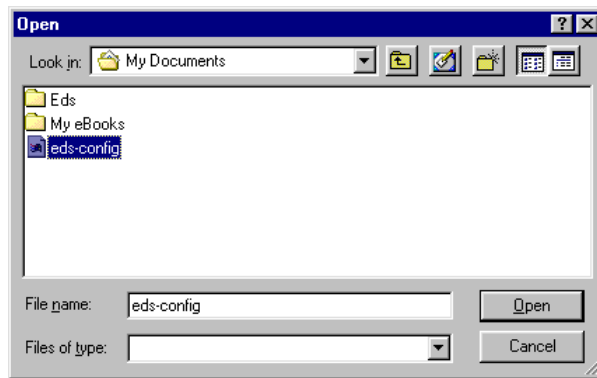 Open
Look in: My Documents
Eds
My eBooks
eds-config
File name: eds-config Open
Files of type: Cancel